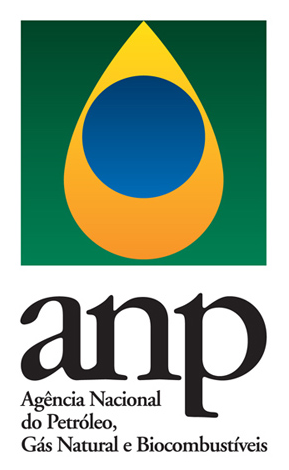 anp
Agência Nacional
do Petróleo,
Gás Natural e Biocombustíveis